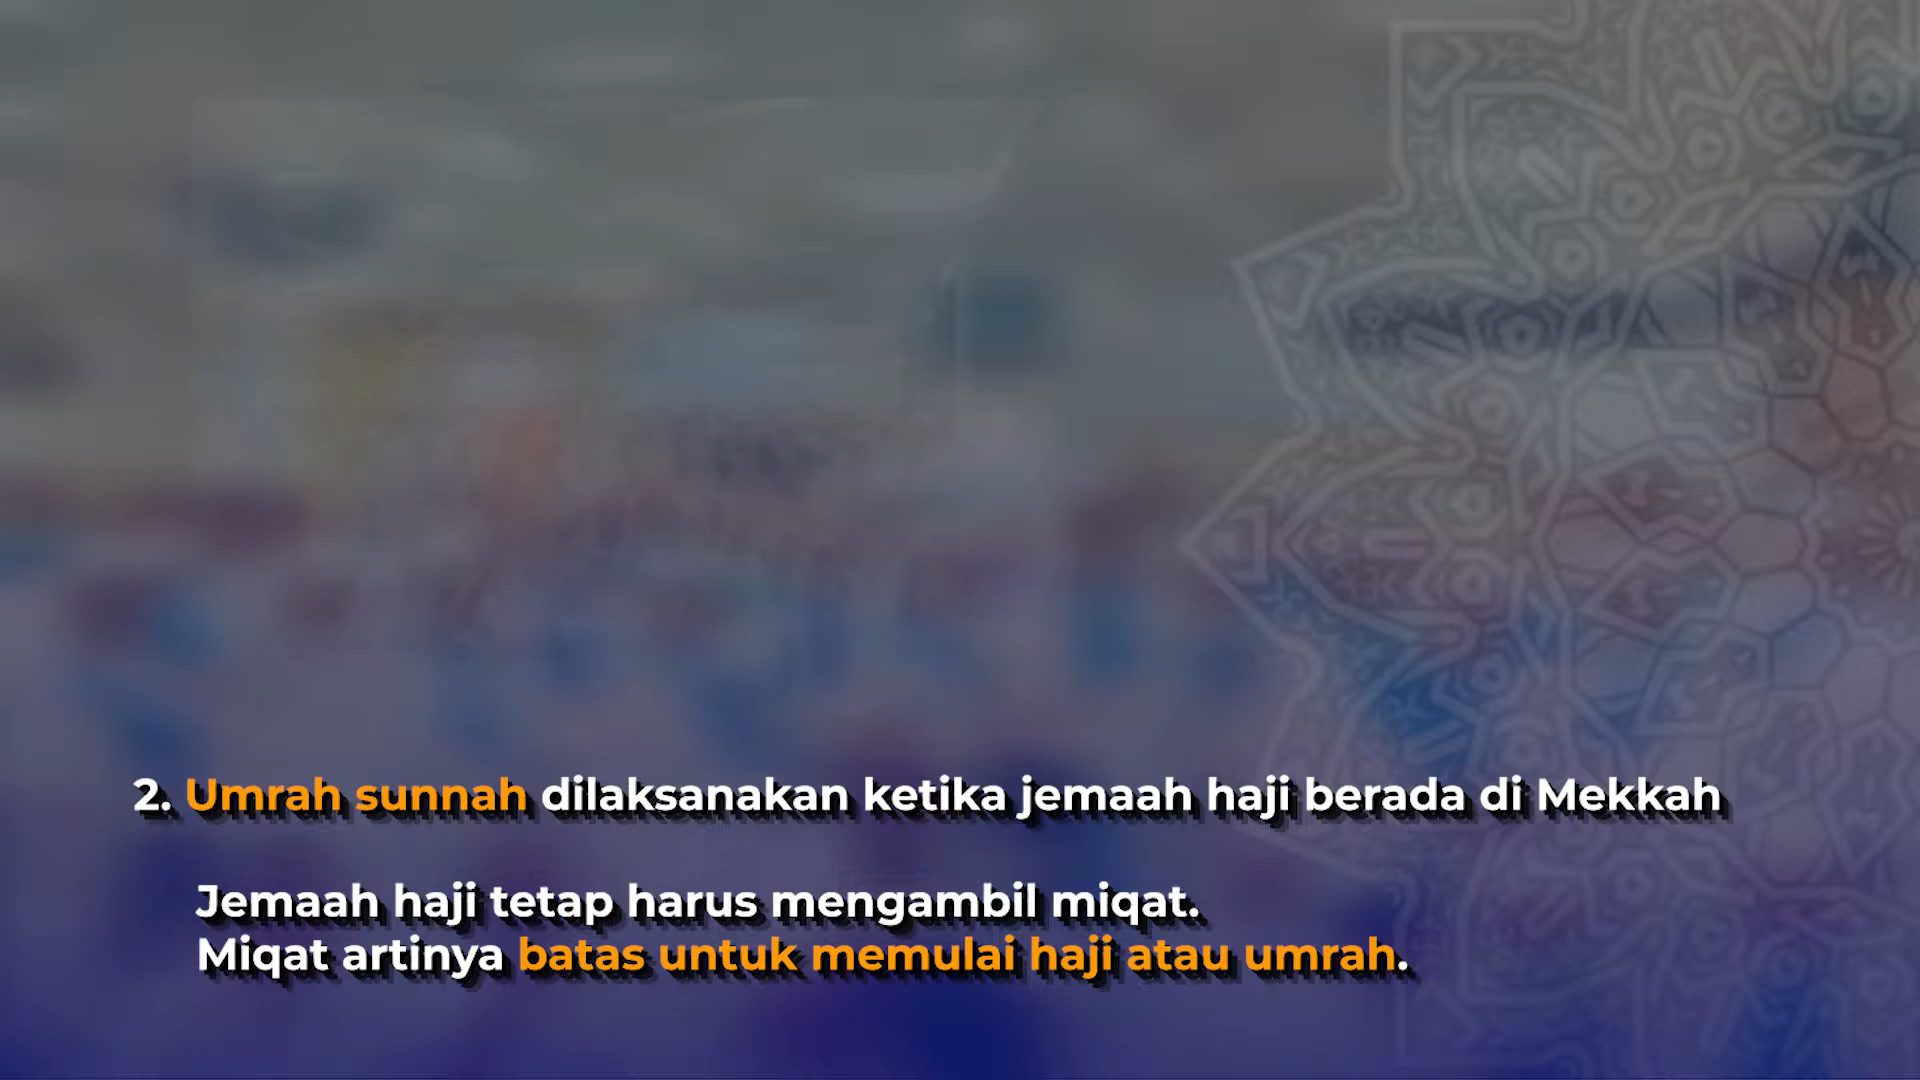 2. Umrah sunnah dilaksanakan ketika jemaah haji berada di Mekkah
Jemaah haji tetap harus mengambil miqat.
Miqat artinya batas untuk memulai haji atau umrah.